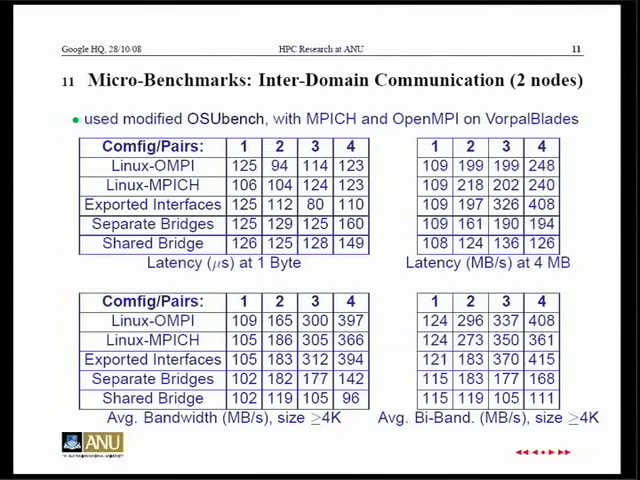 Google HQ, 28/10/08 HPC Research at ANU 11
11 Micro-Benchmarks: Inter-Domain Communication (2 nodes)
• used modified OSUbench, with MPICH and OpenMPI on VorpalBlades
Comfig/Pairs: 1 2 3 4 1 2 3 4
Linux-OMPI 125 94 114 123 109 199 199 248
Linux-MPICH 106 104 124 123 109 218 202 240
Exported Interfaces 125 112 80 110 109 197 326 408
Separate Bridges 125 129 125 160 109 161 190 194
Shared Bridge 126 125 128 149 108 124 136 126
Latency (μs) at 1 Byte Latency (MB/s) at 4 MB
Comfig/Pairs: 1 2 3 4 1 2 3 4
Linux-OMPI 109 165 300 397 124 296 337 408
Linux-MPICH 105 186 305 366 124 273 350 361
Exported Interfaces 105 183 312 394 121 183 370 415
Separate Bridges 102 182 177 142 115 183 177 168
Shared Bridge 102 119 105 96 115 119 105 111
Avg. Bandwidth (MB/s), size ≥4K Avg. Bi-Band. (MB/s), size ≥4K
ANU